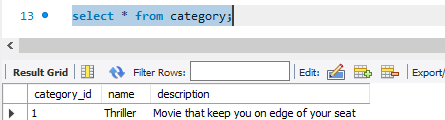 13 select * from category;
Result Grid Filter Rows: Edit: Export/
category_id name description
1 Thriller Movie that keep you on edge of your seat